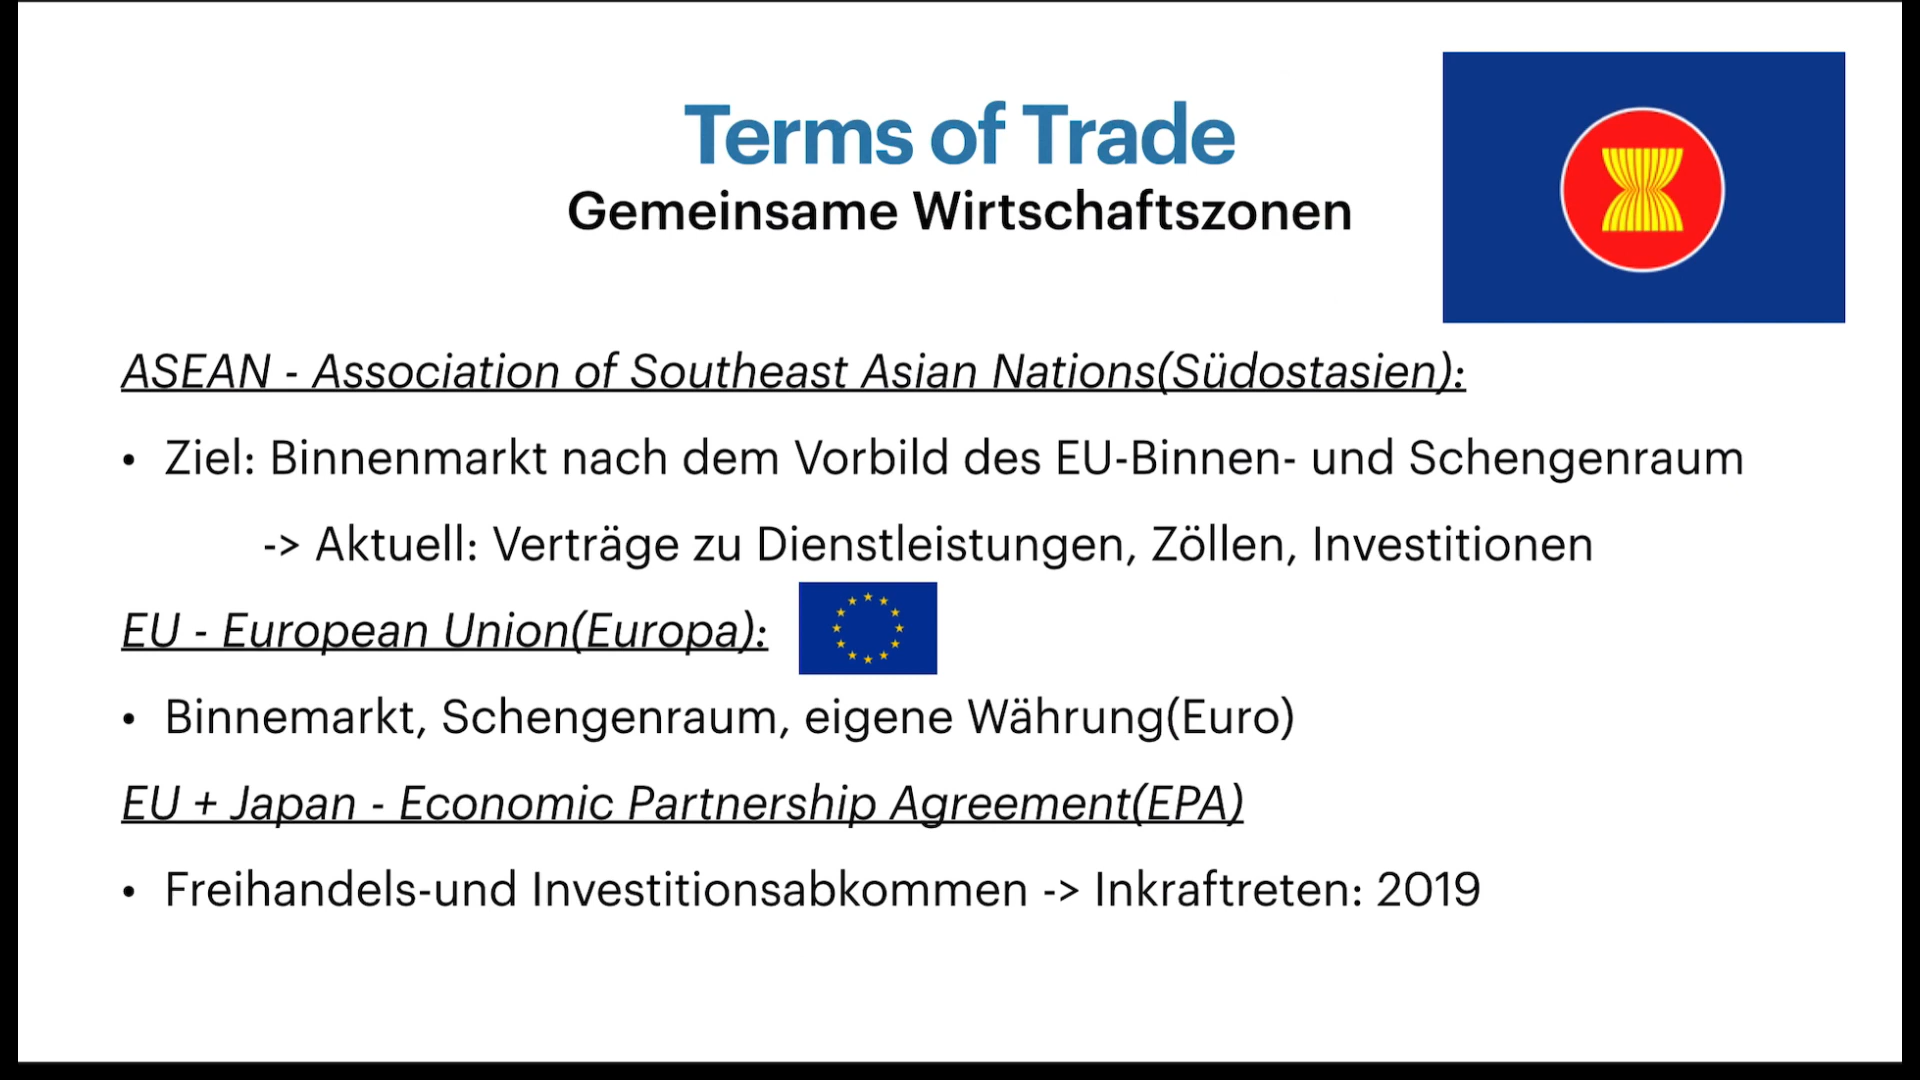 Terms of Trade
Gemeinsame Wirtschaftszonen
ASEAN - Association of Southeast Asian Nations(Südostasien):
• Ziel: Binnenmarkt nach dem Vorbild des EU-Binnen- und Schengenraum
-> Aktuell: Verträge zu Dienstleistungen, Zöllen, Investitionen
EU - European Union(Europa):
• Binnemarkt, Schengenraum, eigene Währung(Euro)
EU + Japan - Economic Partnership Agreement(EPA)
• Freihandels-und Investitionsabkommen -> Inkraftreten: 2019